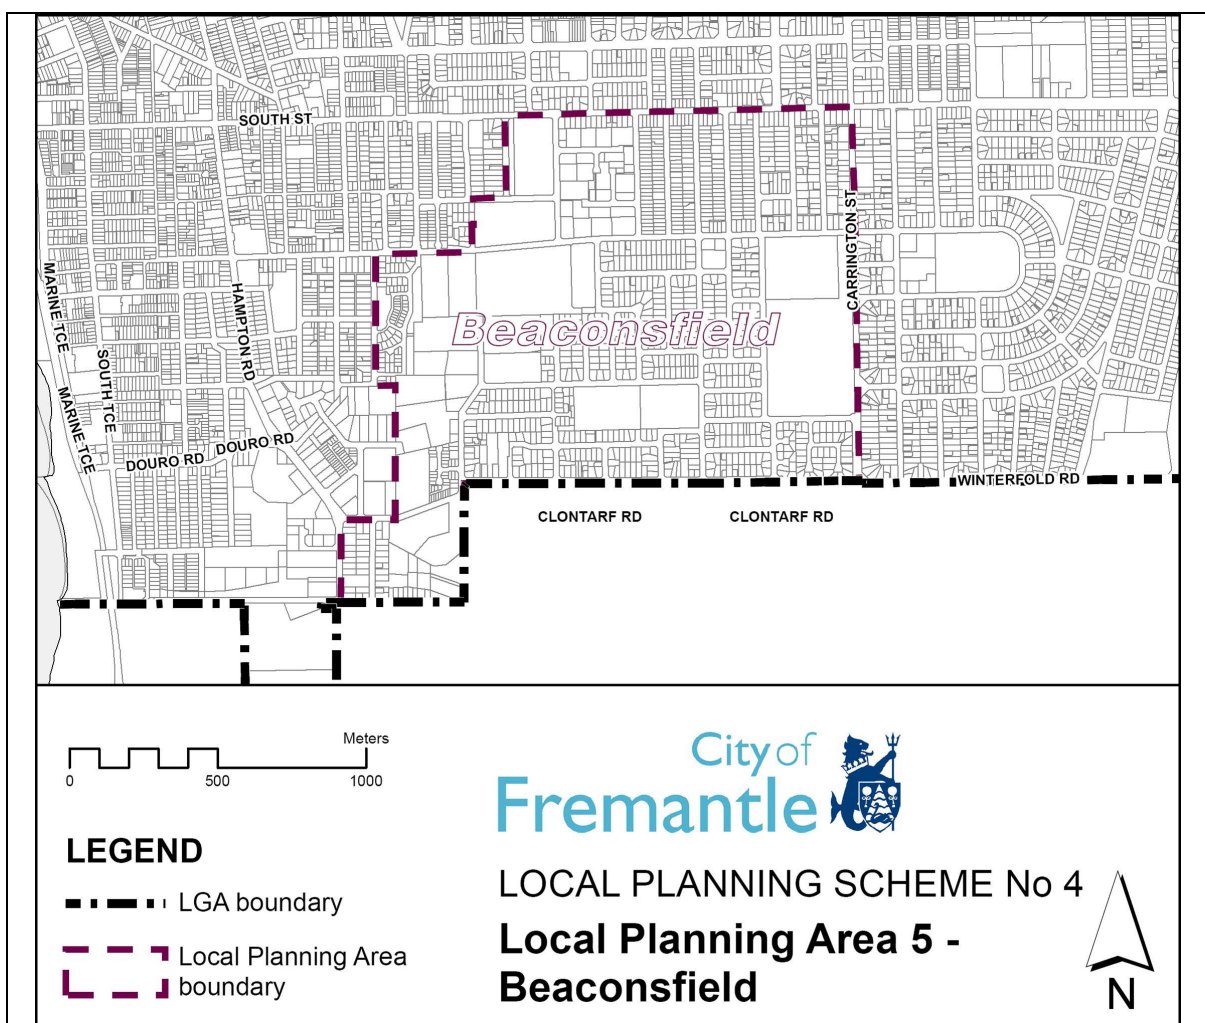 SOUTH ST
CARRINGTON ST
MARINE TCE
HAMPTON RD
Beaconsfield
SOUTH TCE
MARINE TCE
DOURO RD
DOURO RD
WINTERFOLD RD
CLONTARF RD
CLONTARF RD
Meters
0
500
1000
City of
Fremantle
LEGEND
LGA boundary
Local Planning Area
boundary
LOCAL PLANNING SCHEME No 4
Local Planning Area 5 -
Beaconsfield
N